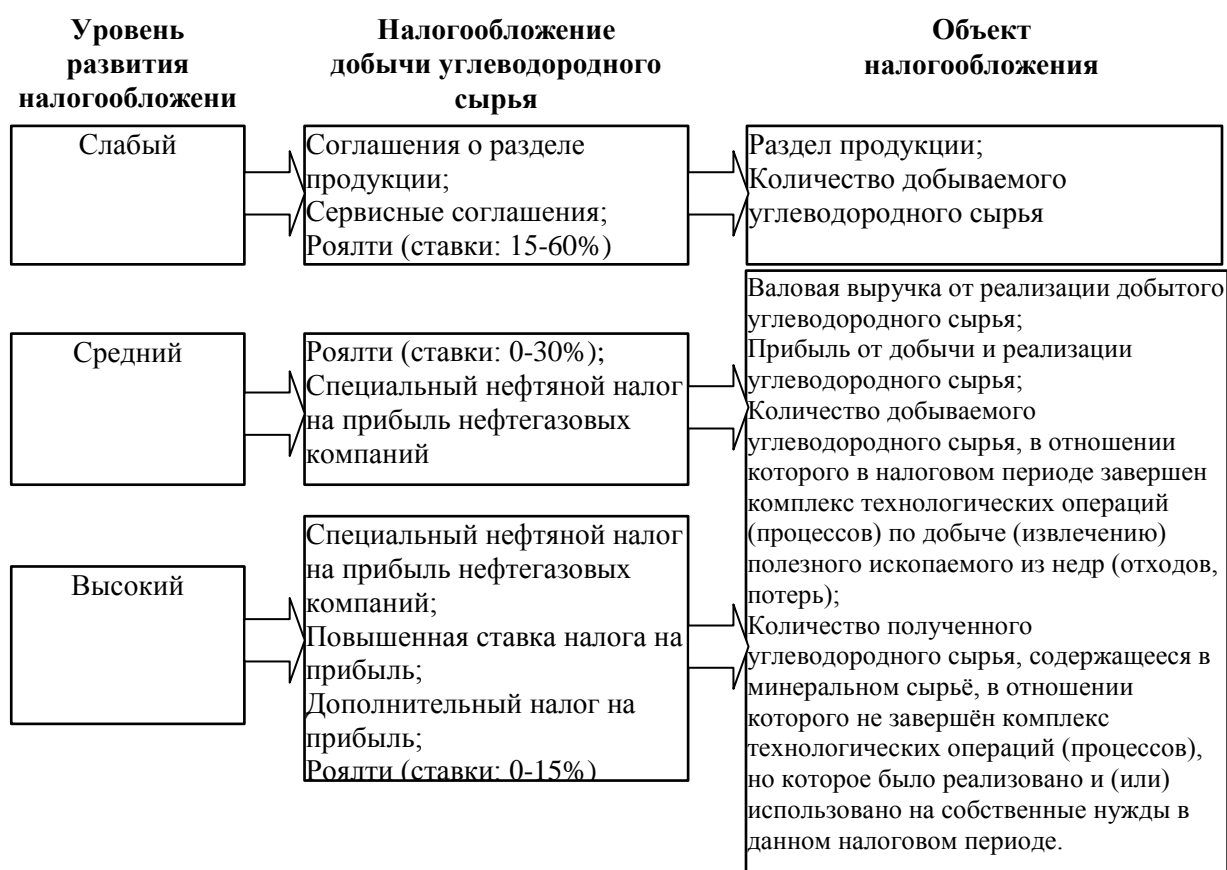 Уровень
развития
налогообложени
Налогообложение
добычи углеводородного
сырья
Объект
налогообложения
Слабый
Соглашения о разделе
продукции;
Сервисные соглашения;
Роялти (ставки: 15-60%)
Раздел продукции;
Количество добываемого
углеводородного сырья
Средний
Роялти (ставки: 0-30%);
Специальный нефтяной налог
на прибыль нефтегазовых
компаний
Высокий
Специальный нефтяной налог
на прибыль нефтегазовых
компаний;
Повышенная ставка налога на
прибыль;
Дополнительный налог на
прибыль;
Роялти (ставки: 0-15%)
Валовая выручка от реализации добытого
углеводородного сырья;
Прибыль от добычи и реализации
углеводородного сырья;
Количество добываемого
углеводородного сырья, в отношении
которого в налоговом периоде завершен
комплекс технологических операций
(процессов) по добыче (извлечению)
полезного ископаемого из недр (отходов,
потерь);
Количество полученного
углеводородного сырья, содержащееся в
минеральном сырьё, в отношении
которого не завершён комплекс
технологических операций (процессов),
но которое было реализовано и (или)
использовано на собственные нужды в
данном налоговом периоде.